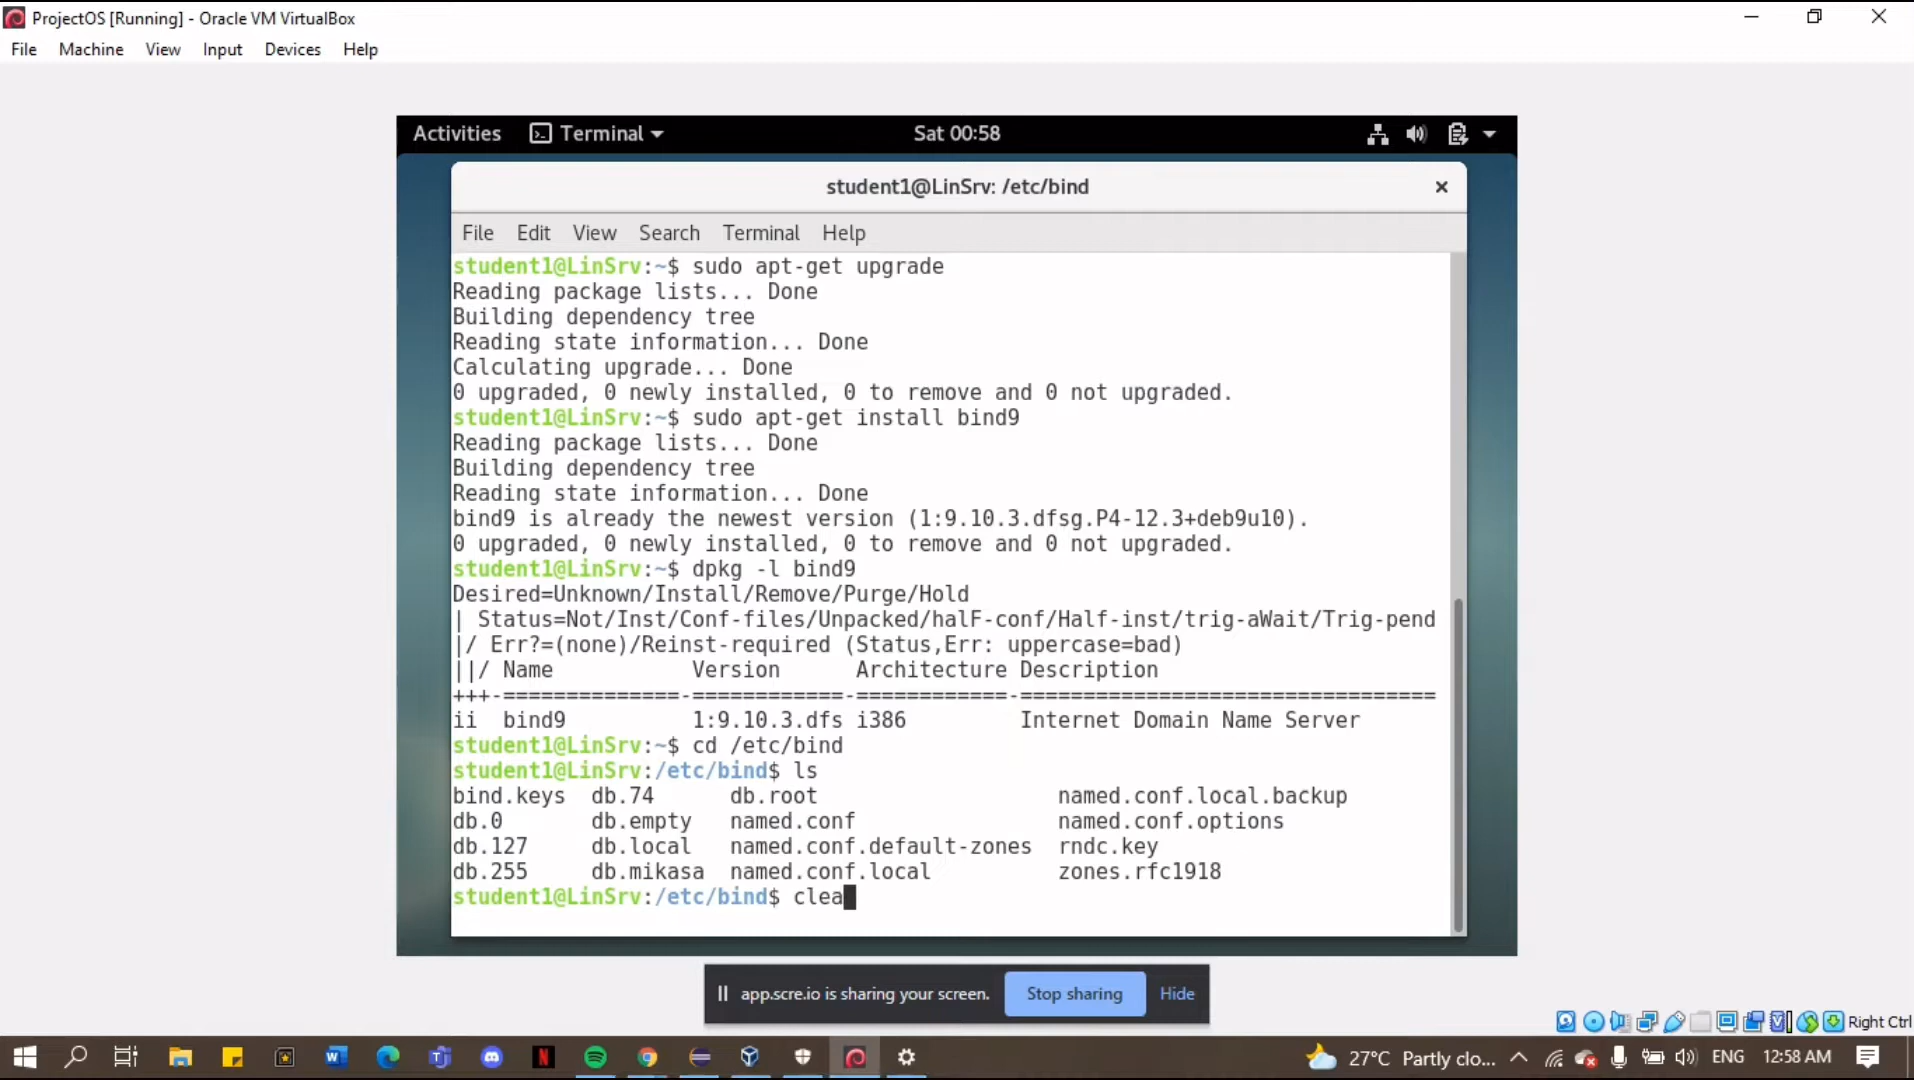 ProjectOS [Running] - Oracle VM VirtualBox
File Machine View Input Devices Help
Activities Terminal Sat 00:58
student1@LinSrv: /etc/bind
File Edit View Search Terminal Help
student1@LinSrv:~$ sudo apt-get upgrade
Reading package lists... Done
Building dependency tree
Reading state information... Done
Calculating upgrade... Done
0 upgraded, 0 newly installed, 0 to remove and 0 not upgraded.
student1@LinSrv:~$ sudo apt-get install bind9
Reading package lists... Done
Building dependency tree
Reading state information... Done
bind9 is already the newest version (1:9.10.3.dfsg.P4-12.3+deb9u10).
0 upgraded, 0 newly installed, 0 to remove and 0 not upgraded.
student1@LinSrv:~$ dpkg -l bind9
Desired=Unknown/Install/Remove/Purge/Hold
| Status=Not/Inst/Conf-files/Unpacked/halF-conf/Half-inst/trig-aWait/Trig-pend
|/ Err?=(none)/Reinst-required (Status,Err: uppercase=bad)
||/ Name Version Architecture Description
+++-==============-============-============-=================================
ii bind9 1:9.10.3.dfs i386 Internet Domain Name Server
student1@LinSrv:~$ cd /etc/bind
student1@LinSrv:/etc/bind$ ls
bind.keys db.74 db.root named.conf.local.backup
db.0 db.empty named.conf named.conf.options
db.127 db.local named.conf.default-zones rndc.key
db.255 db.mikasa named.conf.local zones.rfc1918
student1@LinSrv:/etc/bind$ clea
app.scre.io is sharing your screen. Stop sharing Hide
Right Ctrl
27°C Partly clo... ENG 12:58 AM